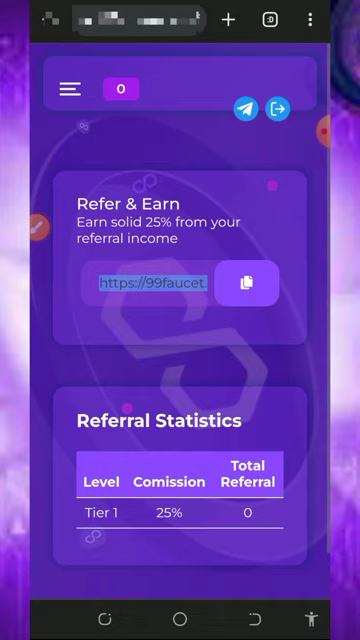 :D
0
Refer & Earn
Earn solid 25% from your
referral income
https://99faucet.
Referral Statistics
Level Comission Total Referral
Tier 1 25% 0